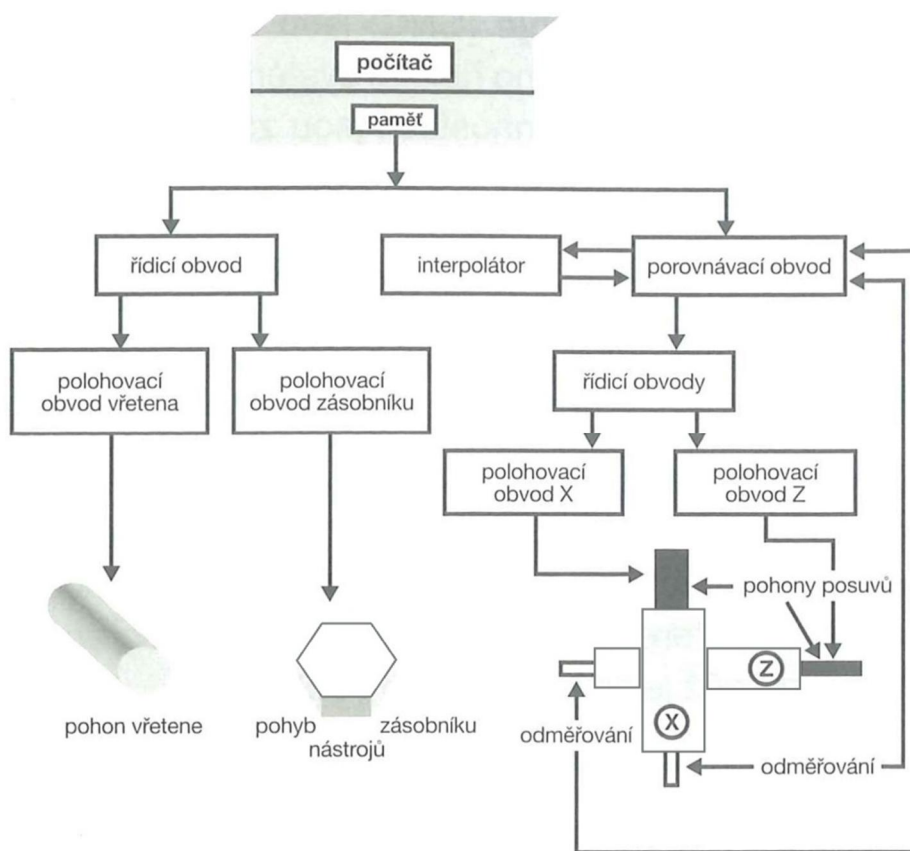 počítač
paměť
řídicí obvod
interpolátor
porovnávací obvod
polohovací
obvod vřetena
polohovací
obvod zásobníku
řídicí obvody
polohovací
obvod X
polohovací
obvod Z
pohony posuvů
Z
X
pohon vřetene
pohyb zásobníku
nástrojů
odměřování
odměřování